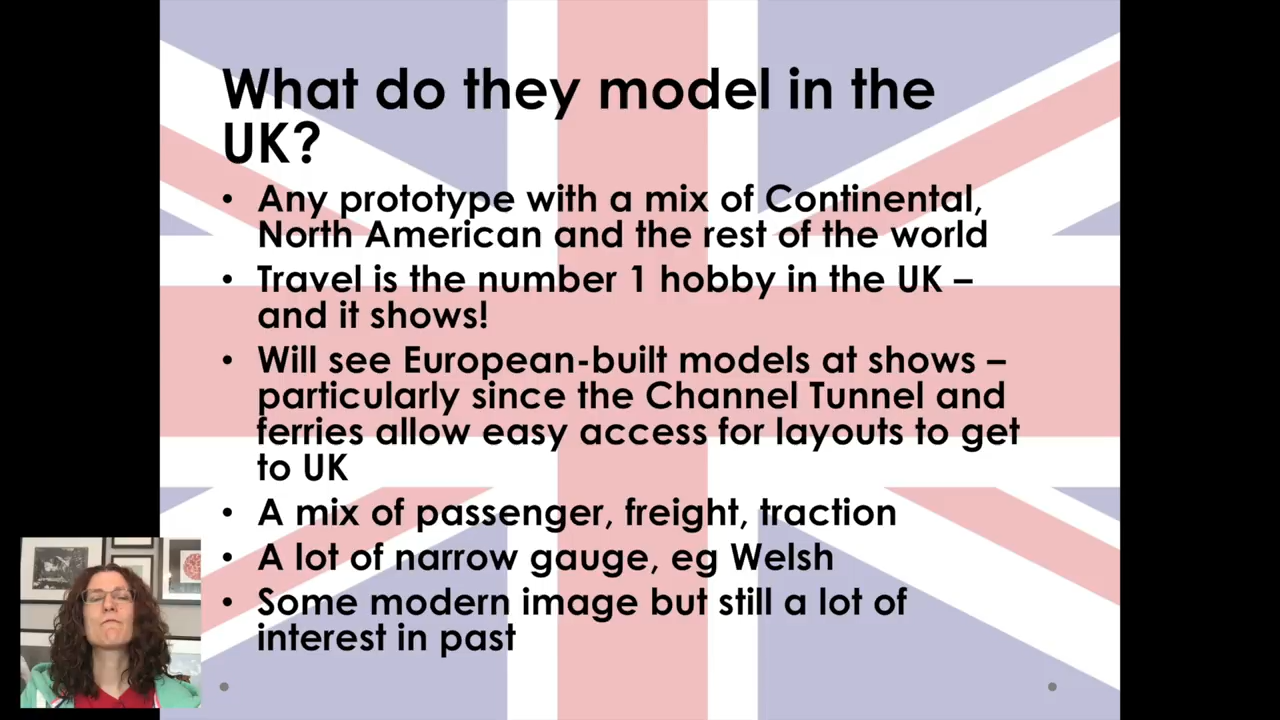 What do they model in the
UK?
• Any prototype with a mix of Continental,
North American and the rest of the world
• Travel is the number 1 hobby in the UK –
and it shows!
• Will see European-built models at shows –
particularly since the Channel Tunnel and
ferries allow easy access for layouts to get
to UK
• A mix of passenger, freight, traction
• A lot of narrow gauge, eg Welsh
• Some modern image but still a lot of
interest in past